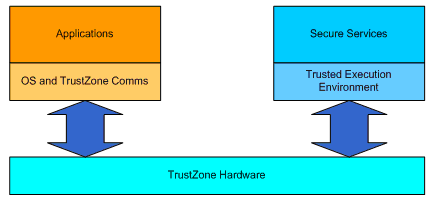 Applications
OS and TrustZone Comms
Secure Services
Trusted Execution
Environment
TrustZone Hardware